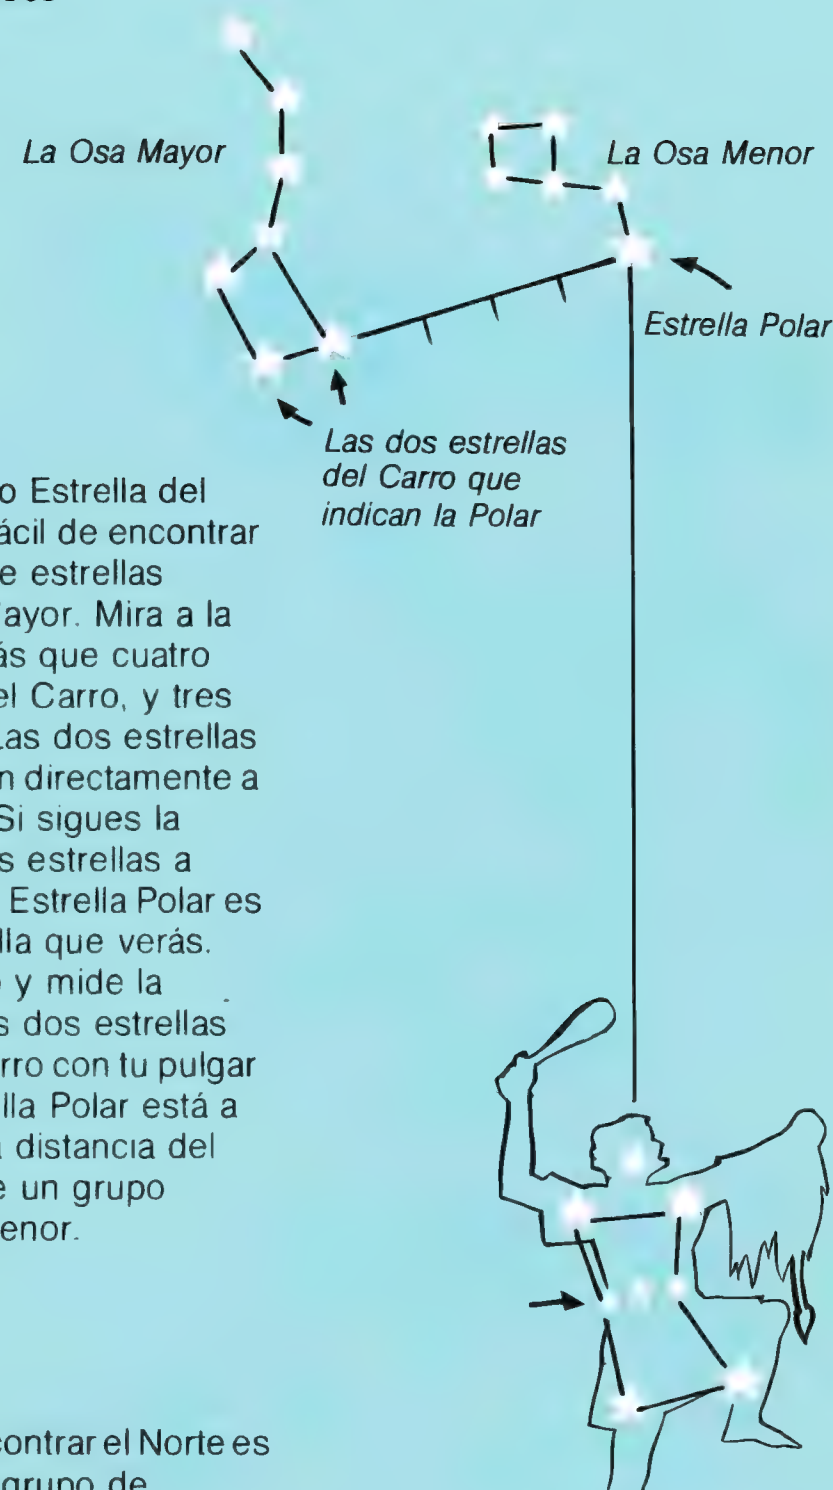 La Osa Mayor
La Osa Menor
Estrella Polar
Las dos estrellas
del Carro que
indican la Polar
o Estrella del
ácil de encontrar
e estrellas
ayor. Mira a la
ás que cuatro
el Carro, y tres
as dos estrellas
n directamente a
Si sigues la
s estrellas a
Estrella Polar es
lla que verás.
y mide la
s dos estrellas
rro con tu pulgar
lla Polar está a
distancia del
e un grupo
enor.
contrar el Norte es
grupo de